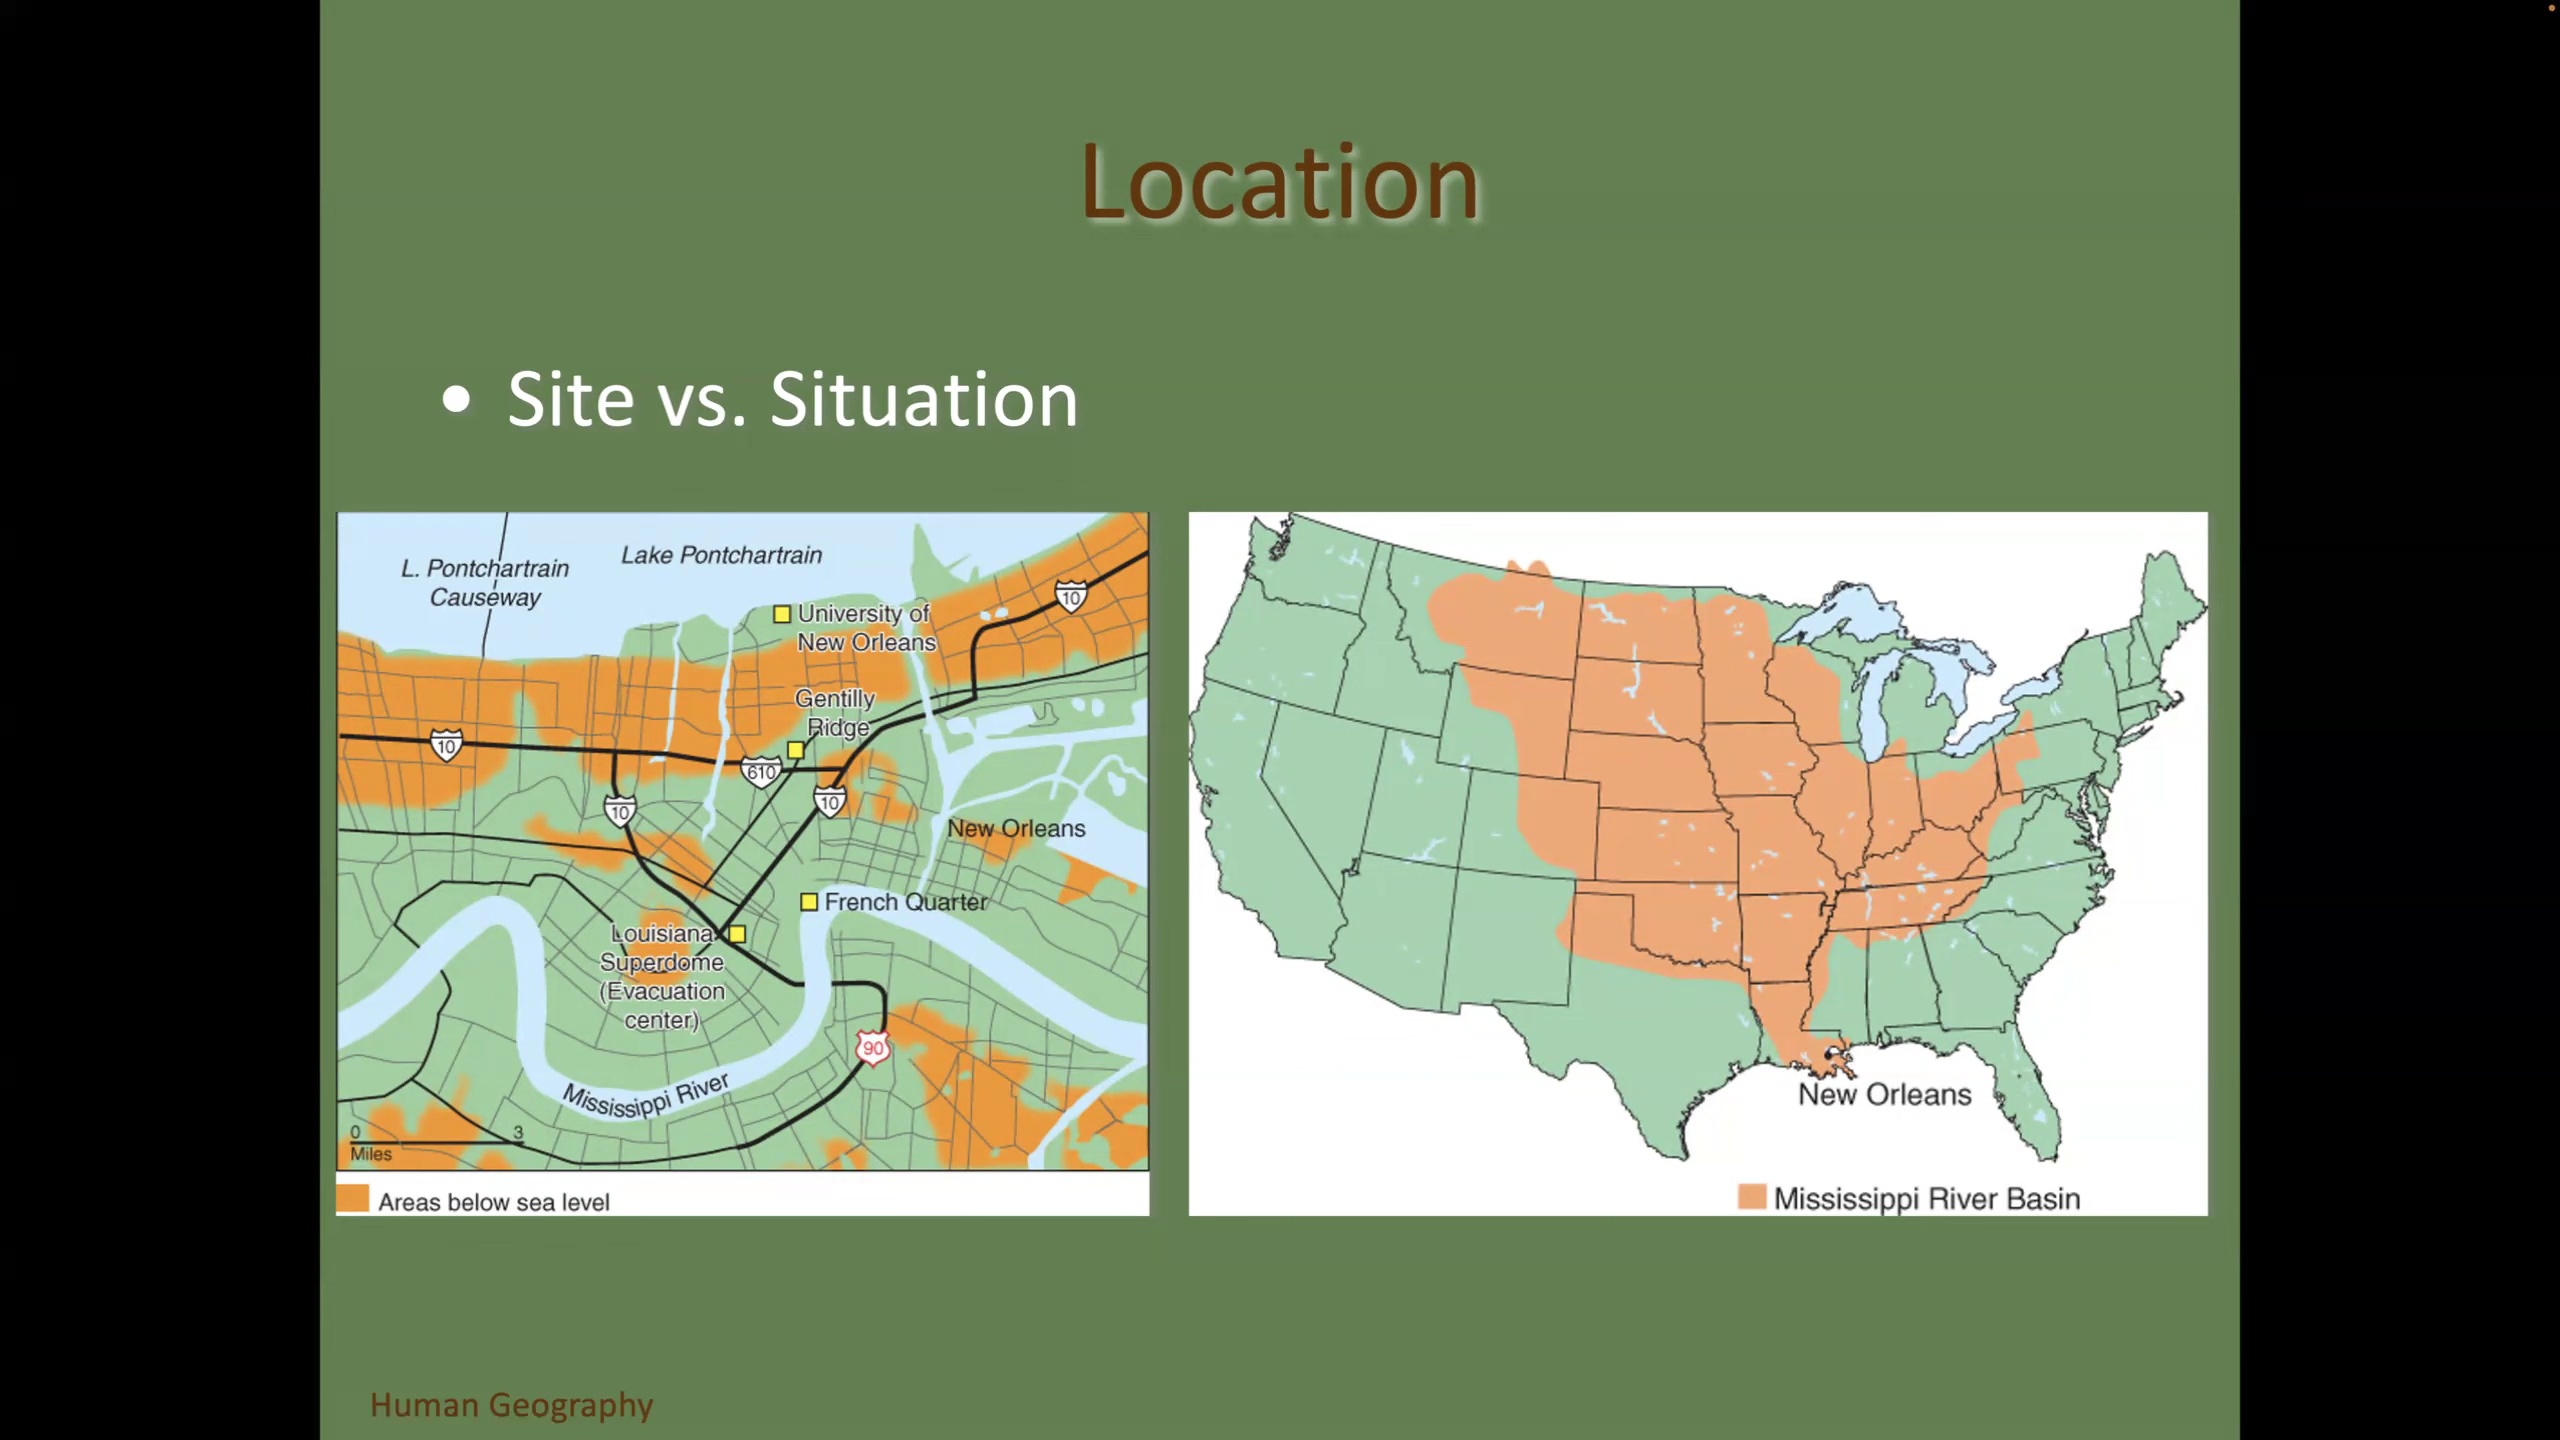 Location
• Site vs. Situation
L. Pontchartrain
Causeway
Lake Pontchartrain
10
University of
New Orleans
Gentilly
Ridge
10
610
10
10
New Orleans
French Quarter
Louisiana
Superdome
(Evacuation
center)
90
Mississippi River
0
3
Miles
Areas below sea level
New Orleans
Mississippi River Basin
Human Geography